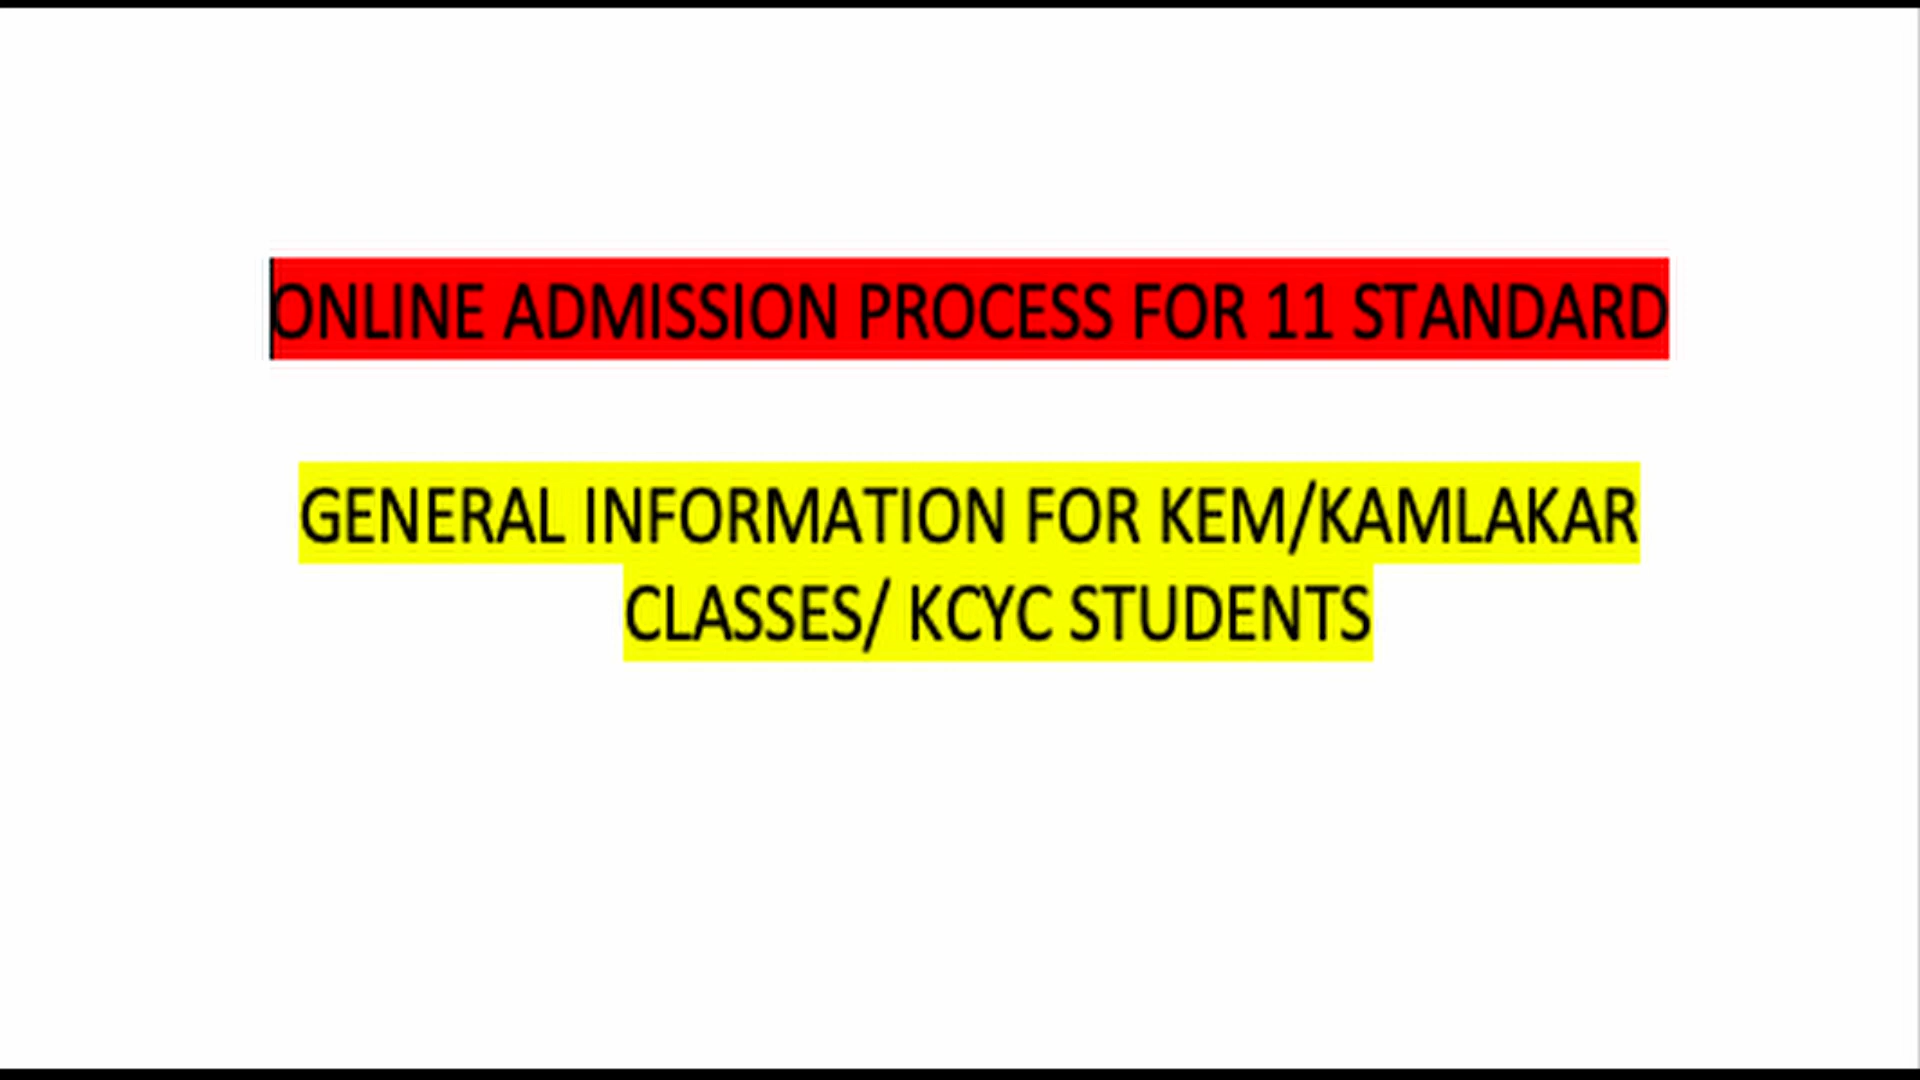 ONLINE ADMISSION PROCESS FOR 11 STANDARD
GENERAL INFORMATION FOR KEM/KAMLAKAR
CLASSES/ KCYC STUDENTS